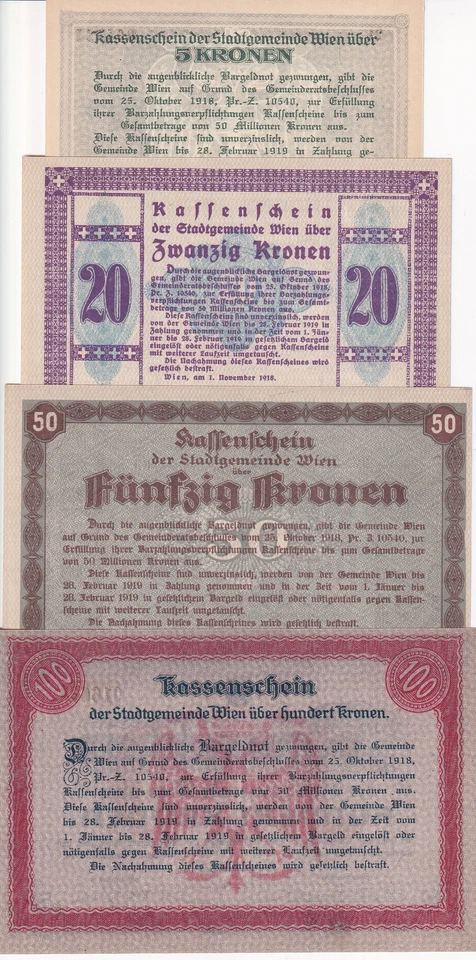 Kassenschein der Stadtgemeinde Wien über
5 KRONEN
Durch die augenblickliche Bargeldnot gezwungen, gibt die
Gemeinde Wien auf Grund des Gemeinderatsbeschlusses
vom 25. Oktober 1918, Pr.-Z. 10540, zur Erfüllung
ihrer Barzahlungsverpflichtungen Kassenscheine bis zum
Gesamtbetrage von 50 Millionen Kronen aus.
Diese Kassenscheine sind unverzinslich, werden von der
Gemeinde Wien bis 28. Februar 1919 in Zahlung ge-
Kassenschein
der Stadtgemeinde Wien über
Zwanzig Kronen
20
20
Durch die augenblickliche Bargeldnot gezwun-
gen, gibt die Gemeinde Wien auf Grund des Ge-
meinderatsbeschlusses vom 25. Oktober 1918,
Pr. Z. 10540, zur Erfüllung ihrer Barzahlungs-
verpflichtungen Kassenscheine bis zum Gesamt-
betrage von 50 Millionen Kronen aus.
Diese Kassenscheine sind unverzinslich, werden
von der Gemeinde Wien bis 28. Februar 1919 in
Zahlung genommen und in der Zeit vom 1. Jän-
ner bis 28. Februar 1919 in gesetzlichem Bargeld
eingelöst oder nötigenfalls gegen Kassenscheine
mit weiterer Laufzeit umgetauscht.
Die Nachahmung dieses Kassenscheines wird
gesetzlich bestraft.
Wien, am 1. November 1918.
50
50
Kassenschein
der Stadtgemeinde Wien
über
Fünfzig Kronen
50
Durch die augenblickliche Bargeldnot gezwungen, gibt die Gemeinde Wien
auf Grund des Gemeinderatsbeschlusses vom 25. Oktober 1918, Pr. Z. 10540, zur
Erfüllung ihrer Barzahlungsverpflichtungen Kassenscheine bis zum Gesamtbetrage
von 50 Millionen Kronen aus.
Diese Kassenscheine sind unverzinslich, werden von der Gemeinde Wien bis
28. Februar 1919 in Zahlung genommen und in der Zeit vom 1. Jänner bis
28. Februar 1919 in gesetzlichem Bargeld eingelöst oder nötigenfalls gegen Kassen-
scheine mit weiterer Laufzeit umgetauscht.
Die Nachahmung dieses Kassenscheines wird gesetzlich bestraft.
100
100
Kassenschein
der Stadtgemeinde Wien über hundert Kronen.
Durch die augenblickliche Bargeldnot gezwungen, gibt die Gemeinde
Wien auf Grund des Gemeinderatsbeschlusses vom 25. Oktober 1918,
Pr.-Z. 10540, zur Erfüllung ihrer Barzahlungsverpflichtungen
Kassenscheine bis zum Gesamtbetrage von 50 Millionen Kronen aus.
Diese Kassenscheine sind unverzinslich, werden von der Gemeinde Wien
bis 28. Februar 1919 in Zahlung genommen und in der Zeit vom
1. Jänner bis 28. Februar 1919 in gesetzlichem Bargeld eingelöst oder
nötigenfalls gegen Kassenscheine mit weiterer Laufzeit umgetauscht.
Die Nachahmung dieses Kassenscheines wird gesetzlich bestraft.